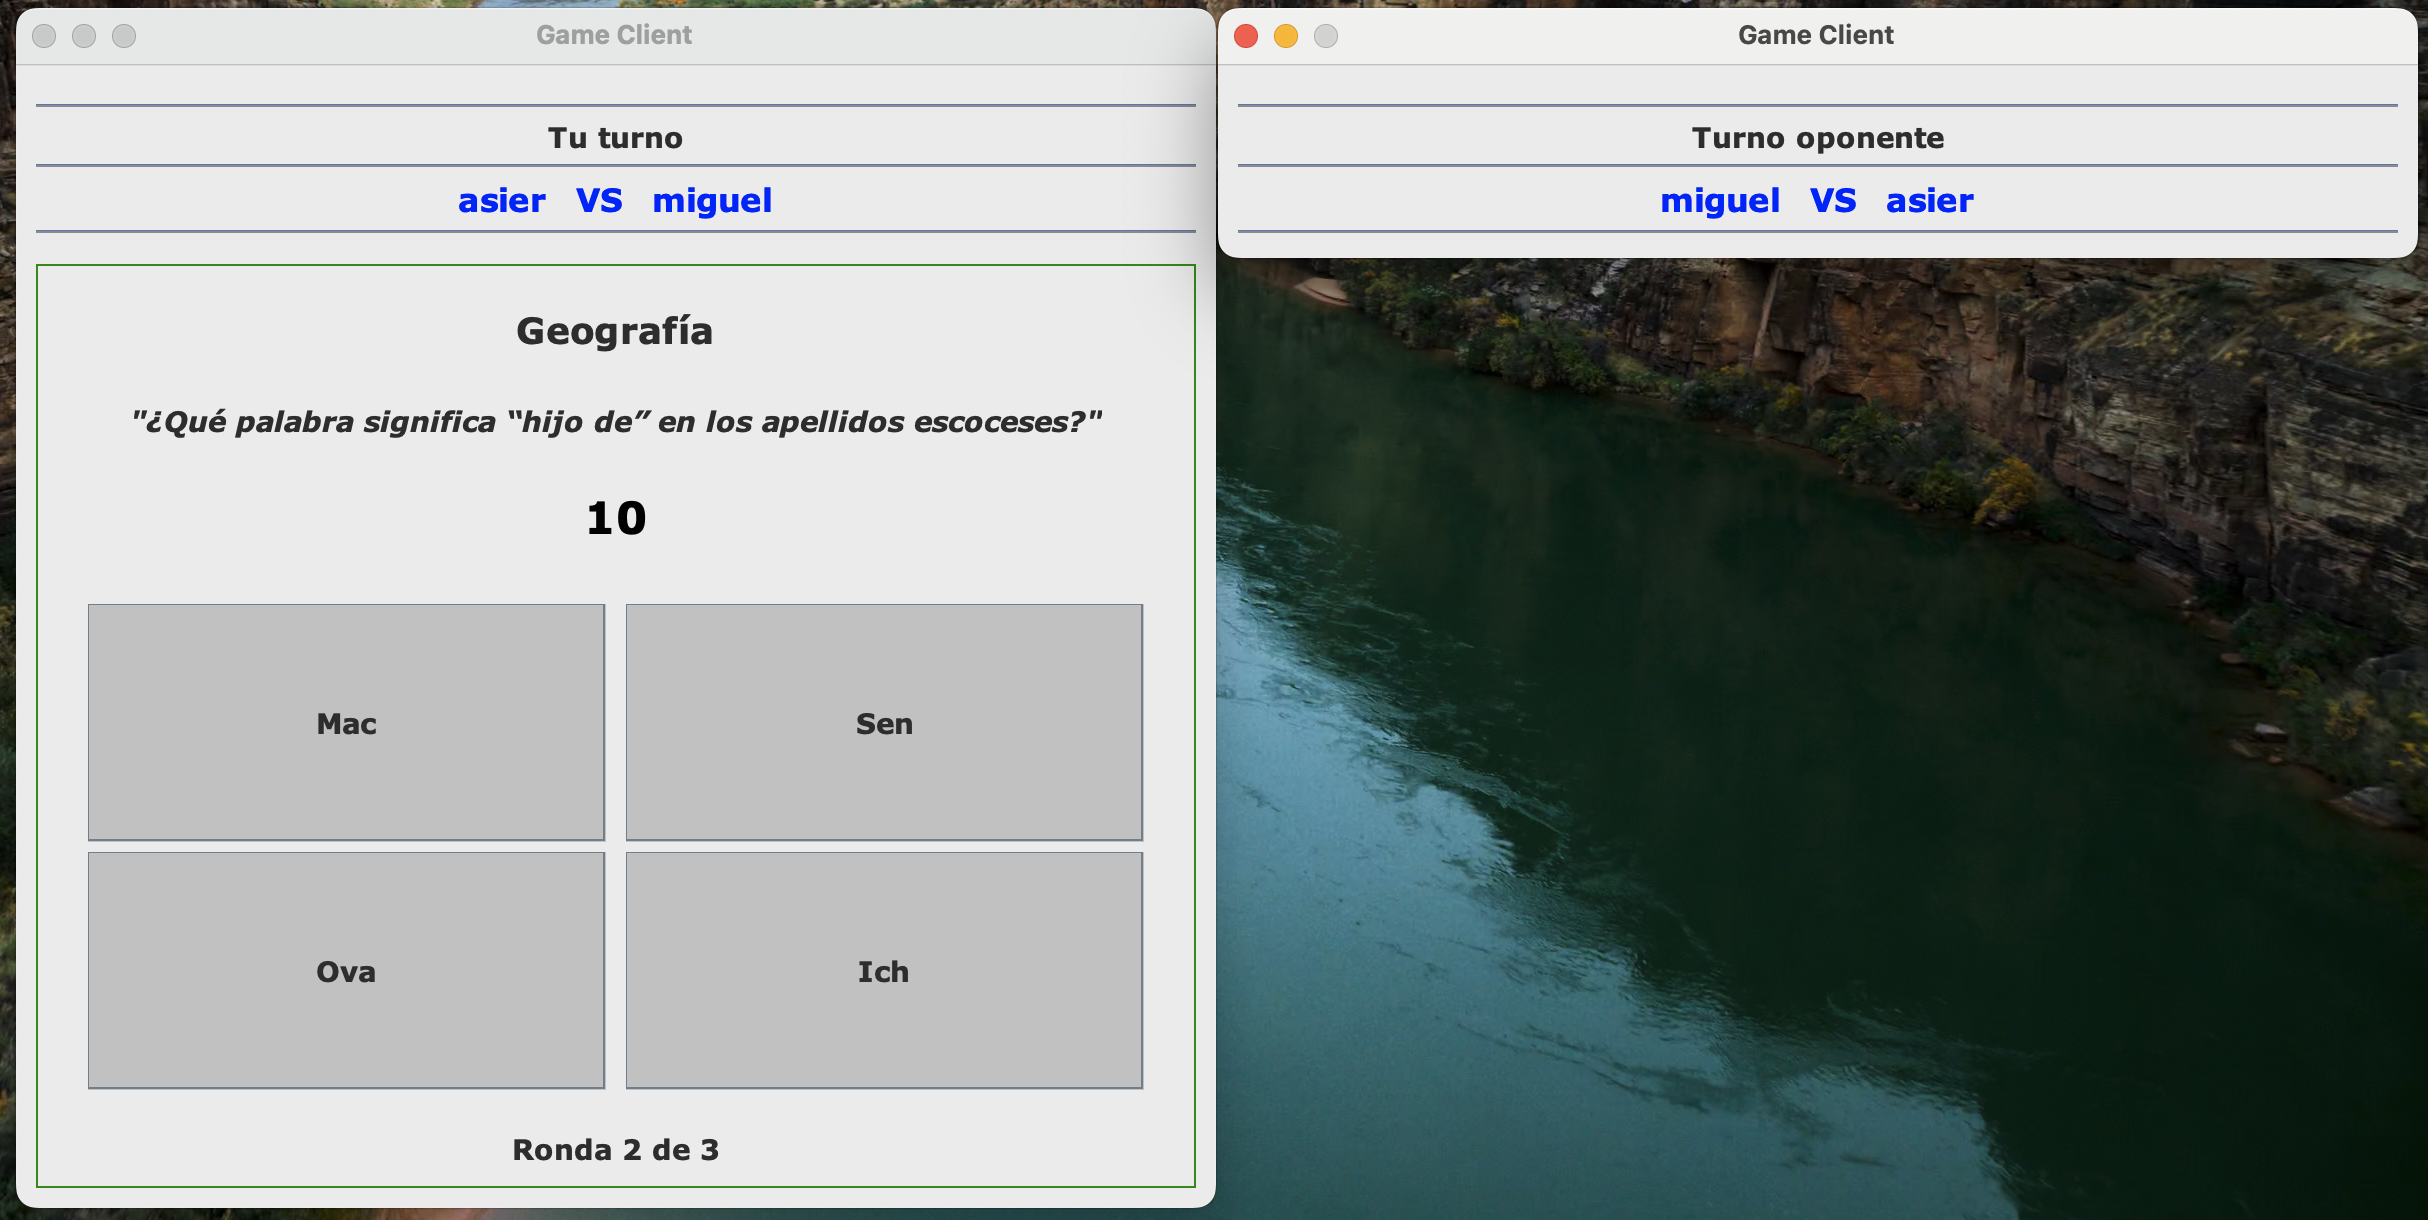 Game Client
Tu turno
asier VS miguel
Geografía
"¿Qué palabra significa “hijo de” en los apellidos escoceses?"
10
Mac
Sen
Ova
Ich
Ronda 2 de 3
Game Client
Turno oponente
miguel VS asier